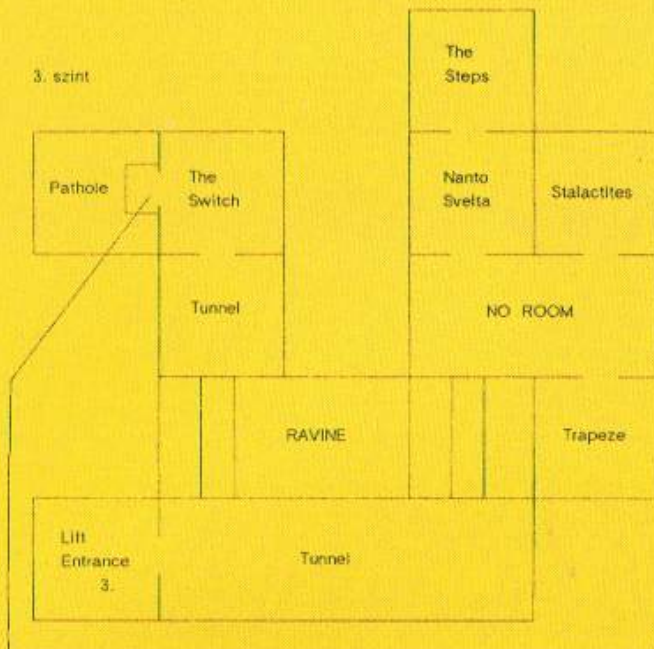 The
Steps
3. szint
Pathole
The
Switch
Nanto
Svelta
Stalactites
Tunnel
NO ROOM
RAVINE
Trapeze
Lift
Entrance
3.
Tunnel